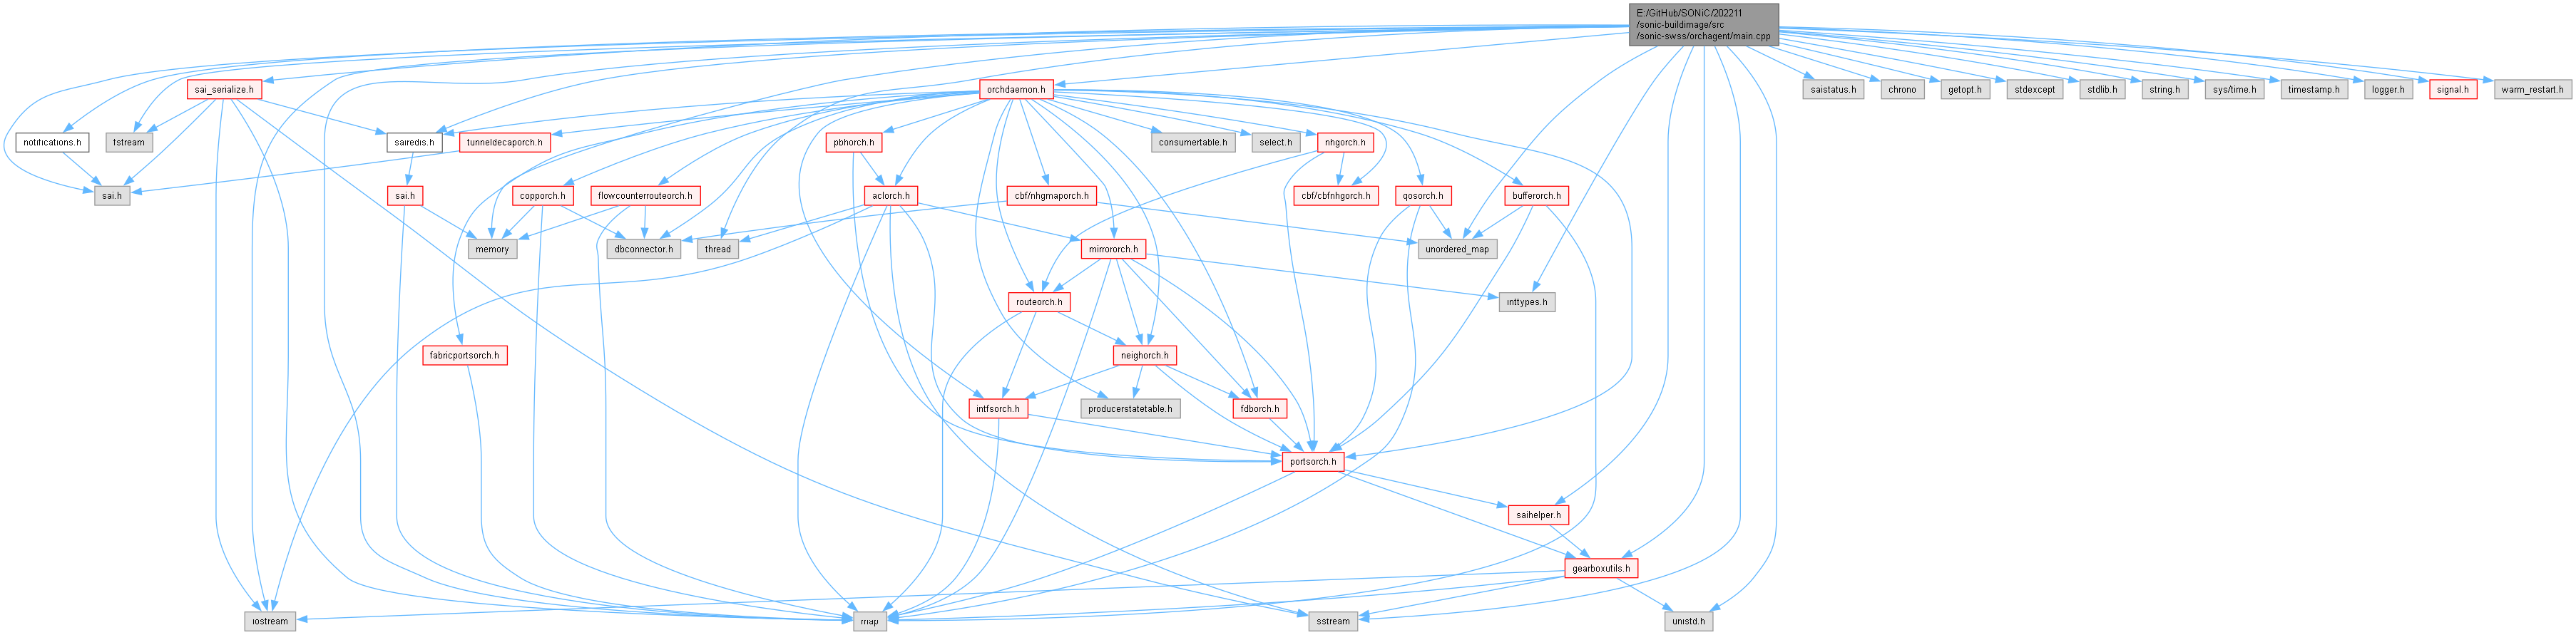 E:/GitHub/SONiC/202211
/sonic-buildimage/src
/sonic-swss/orchagent/main.cpp
sai_serialize.h
orchdaemon.h
saistatus.h
chrono
getopt.h
stdexcept
stdlib.h
string.h
sys/time.h
timestamp.h
logger.h
signal.h
warm_restart.h
notifications.h
fstream
sairedis.h
tunneldecaporch.h
pbhorch.h
consumertable.h
select.h
nhgorch.h
sai.h
sai.h
copporch.h
flowcounterrouteorch.h
aclorch.h
cbf/nhgmaporch.h
cbf/cbfnhgorch.h
qosorch.h
bufferorch.h
memory
dbconnector.h
thread
mirrororch.h
unordered_map
routeorch.h
inttypes.h
fabricportsorch.h
neighorch.h
intfsorch.h
producerstatetable.h
fdborch.h
portsorch.h
saihelper.h
gearboxutils.h
iostream
map
sstream
unistd.h